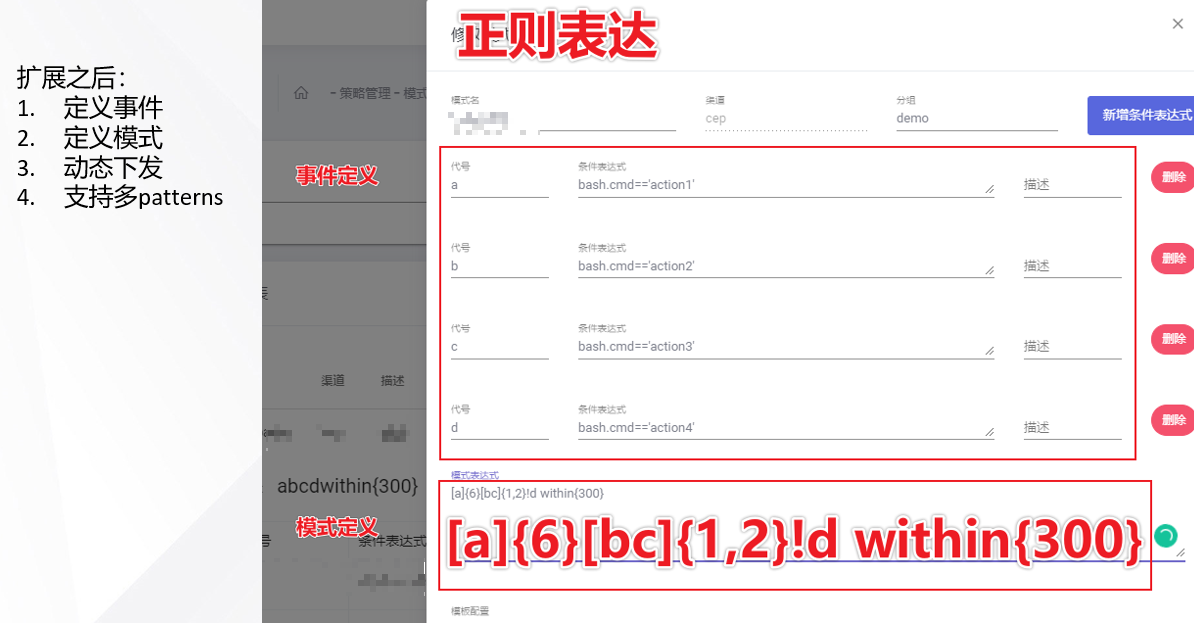 扩展之后：
1. 定义事件
2. 定义模式
3. 动态下发
4. 支持多patterns
正则表达
- 策略管理 - 模式
模式名
渠道
cep
分组
demo
新增条件表达式
事件定义
代号
a
条件表达式
bash.cmd=='action1'
描述
删除
代号
b
条件表达式
bash.cmd=='action2'
描述
删除
代号
c
条件表达式
bash.cmd=='action3'
描述
删除
渠道 描述
代号
d
条件表达式
bash.cmd=='action4'
描述
删除
abcdwithin{300}
模式定义
号
条件表达式
模式表达式
[a]{6}[bc]{1,2}!d within{300}
[a]{6}[bc]{1,2}!d within{300}
模板配置